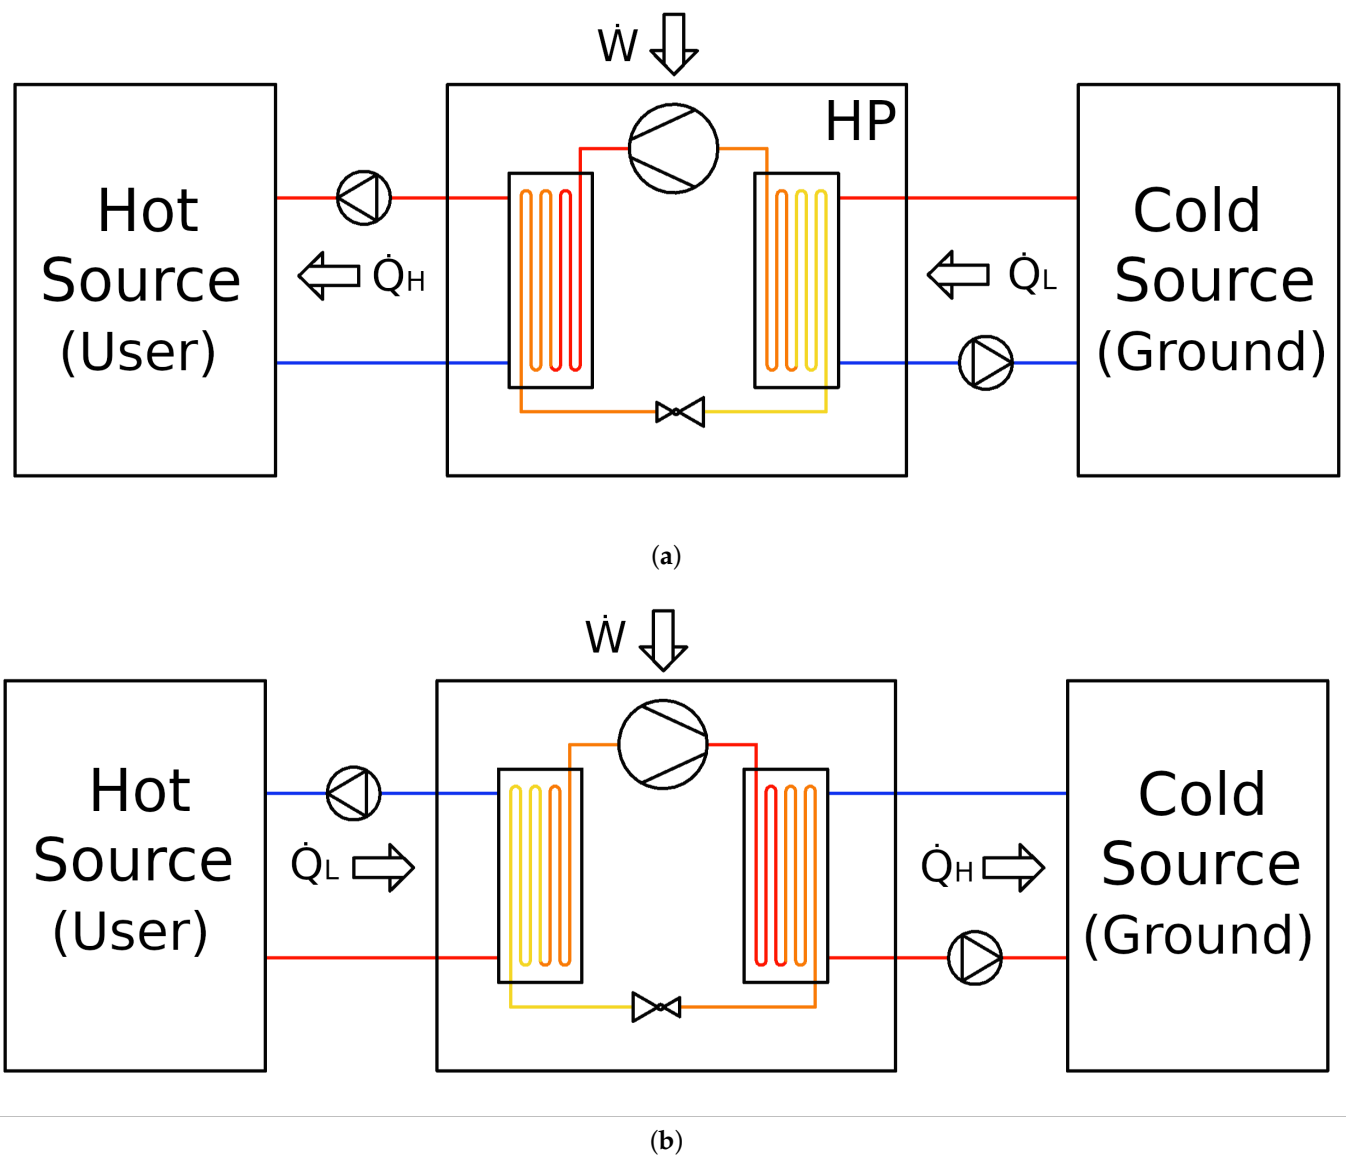 Ẇ
HP
Hot
Source
(User)
Q̇H
Q̇L
Cold
Source
(Ground)
(a)
Ẇ
Hot
Source
(User)
Q̇L
Q̇H
Cold
Source
(Ground)
(b)